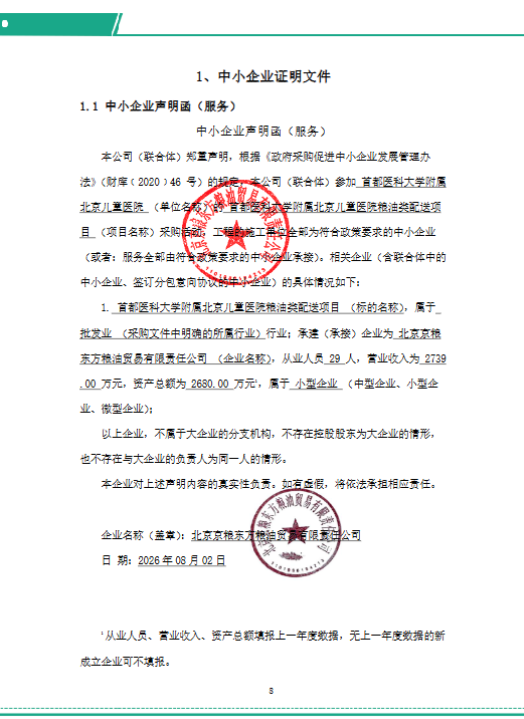 1、中小企业证明文件
1.1 中小企业声明函（服务）
中小企业声明函（服务）
本公司（联合体）郑重声明，根据《政府采购促进中小企业发展管理办
法》（财库（2020）46 号）的规定，本公司（联合体）参加 首都医科大学附属
北京儿童医院 （单位名称）的 首都医科大学附属北京儿童医院粮油类配送项
目 （项目名称）采购活动，工程的施工单位全部为符合政策要求的中小企业
（或者：服务全部由符合政策要求的中小企业承接）。相关企业（含联合体中的
中小企业、签订分包意向协议的中小企业）的具体情况如下：
1. 首都医科大学附属北京儿童医院粮油类配送项目 （标的名称），属于
批发业 （采购文件中明确的所属行业）行业；承建（承接）企业为 北京京粮
东方粮油贸易有限责任公司 （企业名称），从业人员 29 人，营业收入为 2739
.00 万元，资产总额为 2680.00 万元¹，属于 小型企业 （中型企业、小型企
业、微型企业）；
以上企业，不属于大企业的分支机构，不存在控股股东为大企业的情形，
也不存在与大企业的负责人为同一人的情形。
本企业对上述声明内容的真实性负责。如有虚假，将依法承担相应责任。
企业名称（盖章）：北京京粮东方粮油贸易有限责任公司
日 期：2026 年 08 月 02 日
¹从业人员、营业收入、资产总额填报上一年度数据，无上一年度数据的新
成立企业可不填报。
8